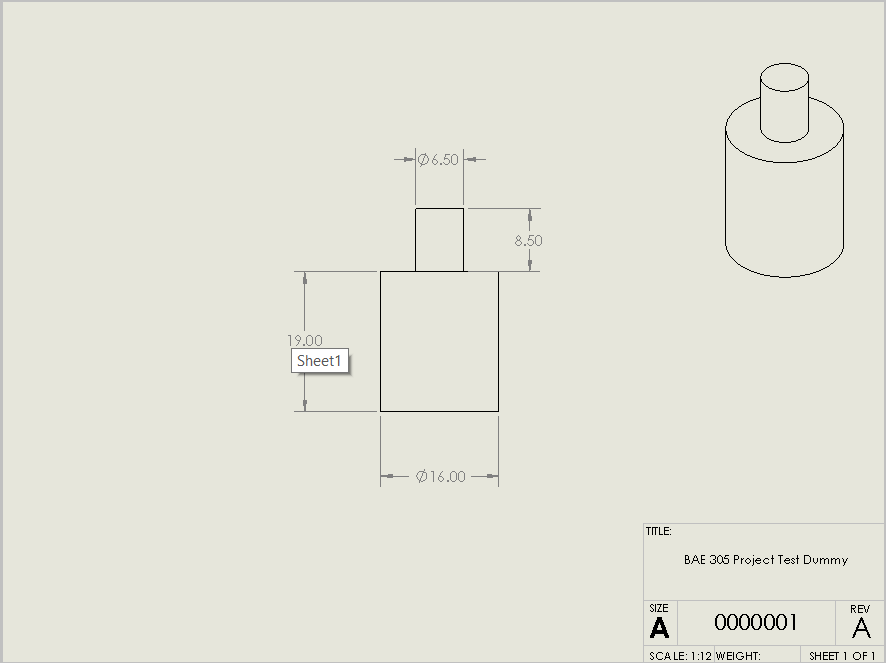 Ø6.50
8.50
19.00
Sheet1
Ø16.00
TITLE:
BAE 305 Project Test Dummy
SIZE
A
0000001
REV
A
SCALE: 1:12 WEIGHT:
SHEET 1 OF 1